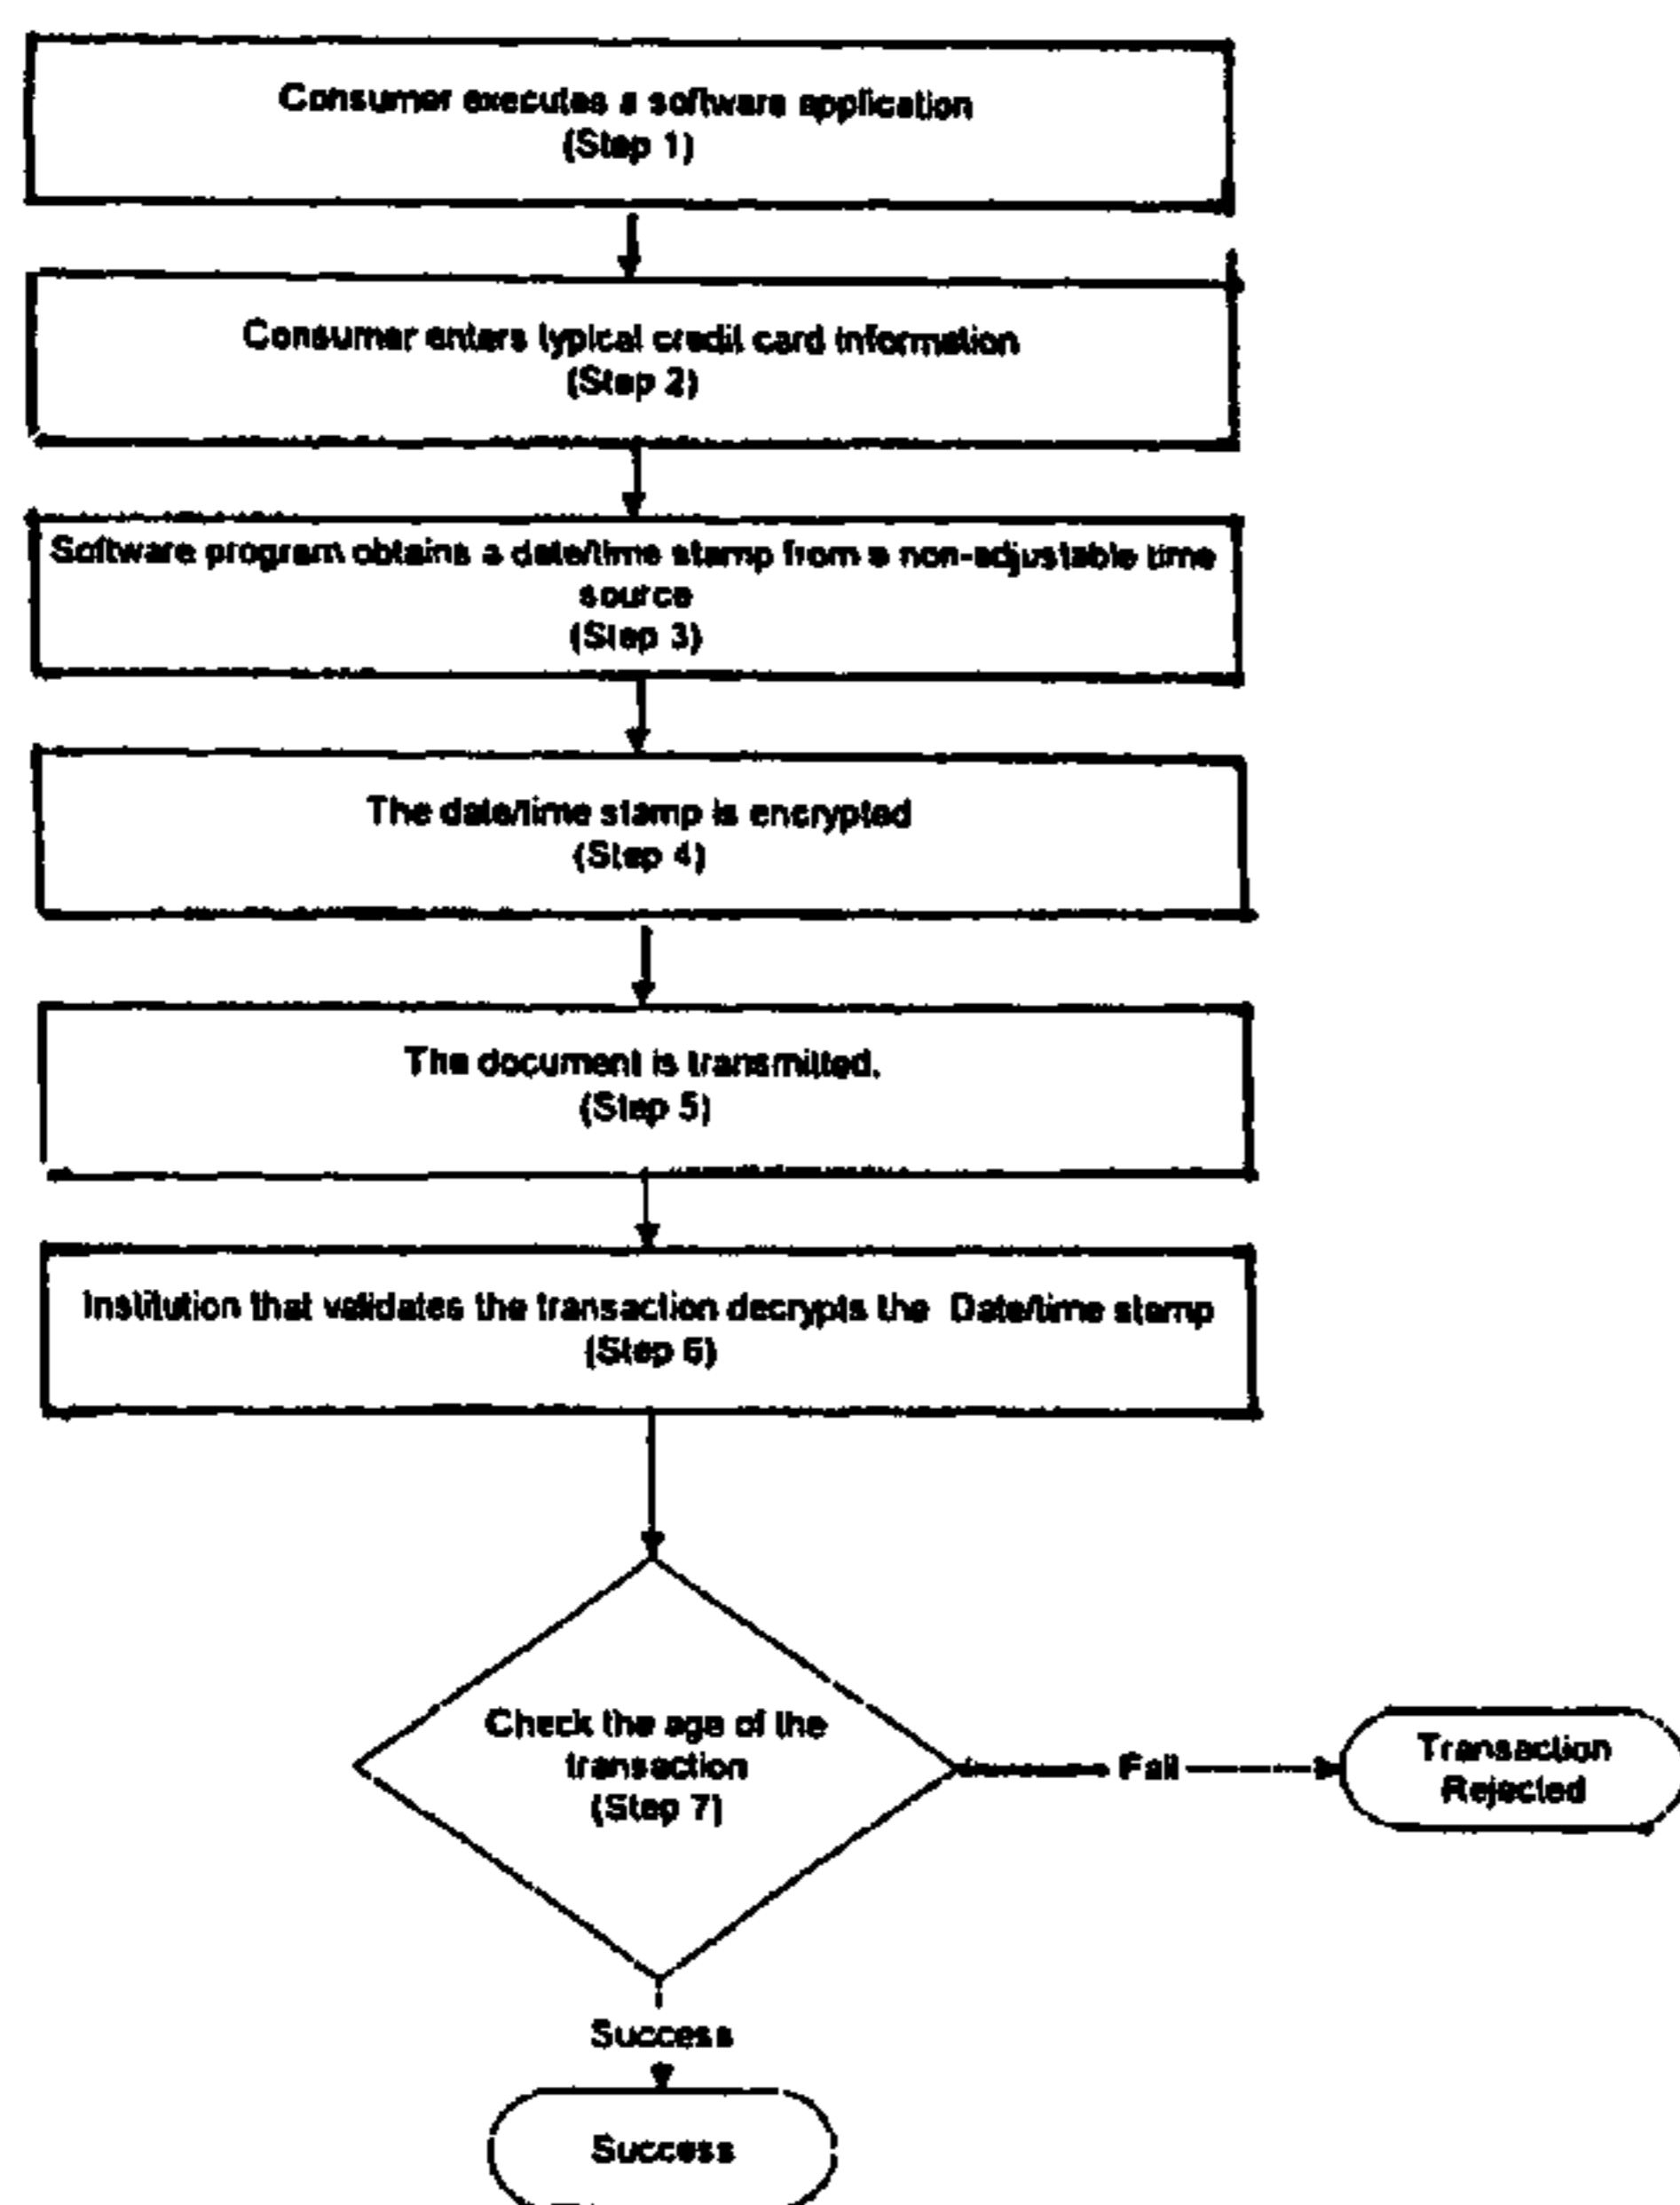 Consumer executes a software application
(Step 1)
Consumer enters typical credit card information
(Step 2)
Software program obtains a date/time stamp from a non-adjustable time
source
(Step 3)
The date/time stamp is encrypted
(Step 4)
The document is transmitted.
(Step 5)
Institution that validates the transaction decrypts the Date/time stamp
(Step 6)
Check the age of the
transaction
(Step 7)
Fail
Transaction
Rejected
Success
Success